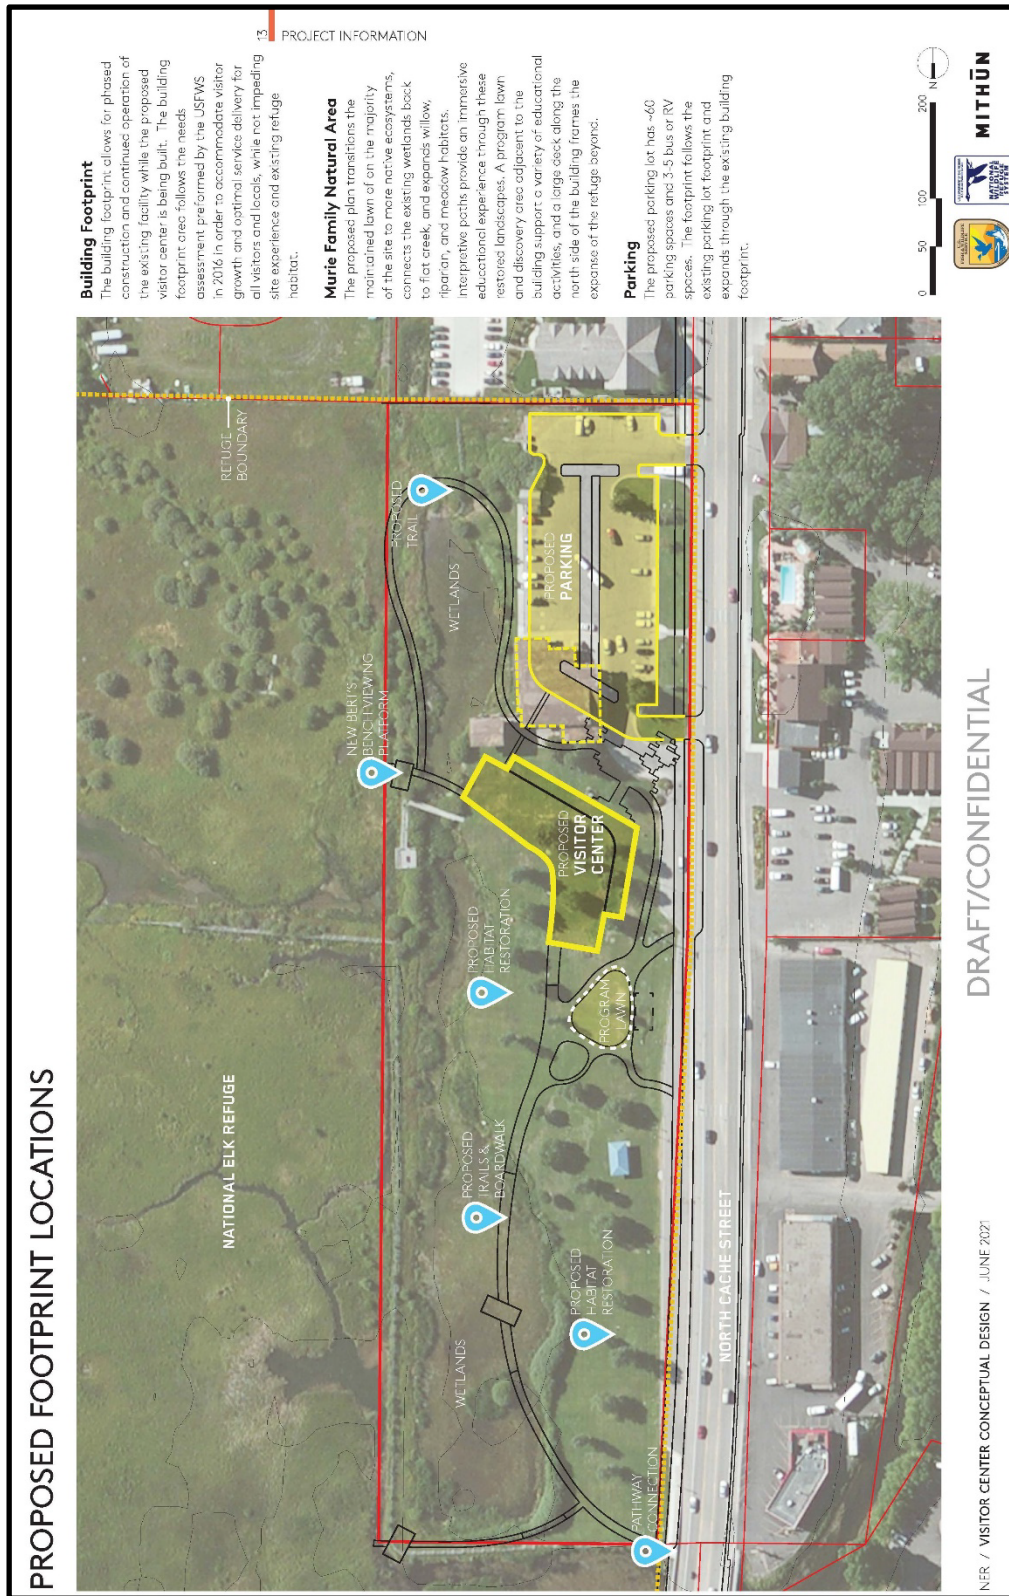 PROPOSED FOOTPRINT LOCATIONS
NATIONAL ELK REFUGE
REFUGE
BOUNDARY
PROPOSED
TRAIL
WETLANDS
NEW BERT'S
BENCH VIEWING
PLATFORM
PROPOSED
PARKING
PROPOSED
VISITOR
CENTER
PROPOSED
HABITAT
RESTORATION
PROGRAM
LAWN
PROPOSED
TRAILS &
BOARDWALK
WETLANDS
PROPOSED
HABITAT
RESTORATION
PATHWAY
CONNECTION
NORTH CACHE STREET
13
PROJECT INFORMATION
Building Footprint
The building footprint allows for phased
construction and continued operation of
the existing facility while the proposed
visitor center is being built. The building
footprint area follows the needs
assessment preformed by the USFWS
in 2016 in order to accommodate visitor
growth and optimal service delivery for
all visitors and locals, while not impeding
site experience and existing refuge
habitat.
Murie Family Natural Area
The proposed plan transitions the
maintained lawn of on the majority
of the site to more native ecosystems,
connects the existing wetlands back
to flat creek, and expands willow,
riparian, and meadow habitats.
Interpretive paths provide an immersive
educational experience through these
restored landscapes. A program lawn
and discovery area adjacent to the
building support a variety of educational
activities, and a large deck along the
north side of the building frames the
expanse of the refuge beyond.
Parking
The proposed parking lot has ~60
parking spaces and 3-5 bus or RV
spaces. The footprint follows the
existing parking lot footprint and
expands through the existing building
footprint.
0 50 100 200
N
NER / VISITOR CENTER CONCEPTUAL DESIGN / JUNE 2021
DRAFT/CONFIDENTIAL
NATIONAL
WILDLIFE
REFUGE
SYSTEM
MITHŪN